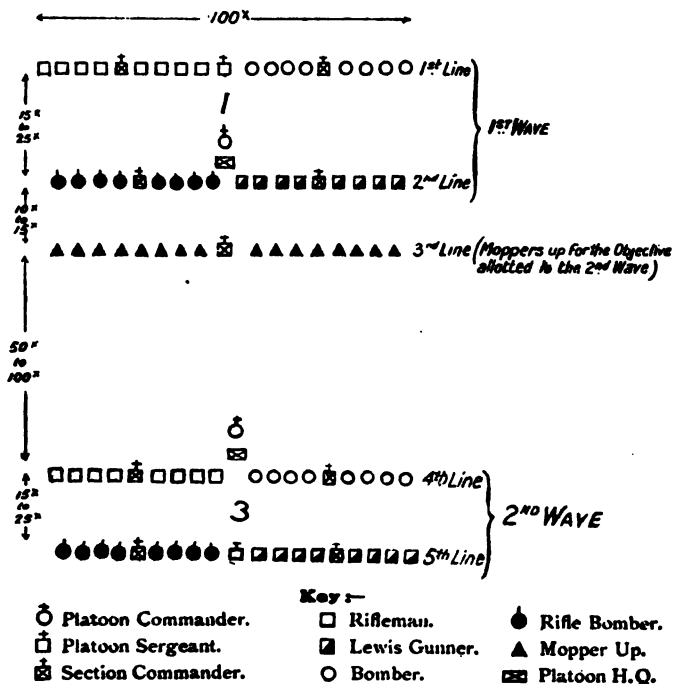 100ˣ
1st Line
15ˣ
to
25ˣ
1
1ST WAVE
2nd Line
10ˣ
to
15ˣ
3rd Line (Moppers up for the Objective
allotted to the 2nd Wave)
50ˣ
to
100ˣ
4th Line
15ˣ
to
25ˣ
3
2ND WAVE
5th Line
Key :—
Platoon Commander. Rifleman. Rifle Bomber.
Platoon Sergeant. Lewis Gunner. Mopper Up.
Section Commander. Bomber. Platoon H.Q.